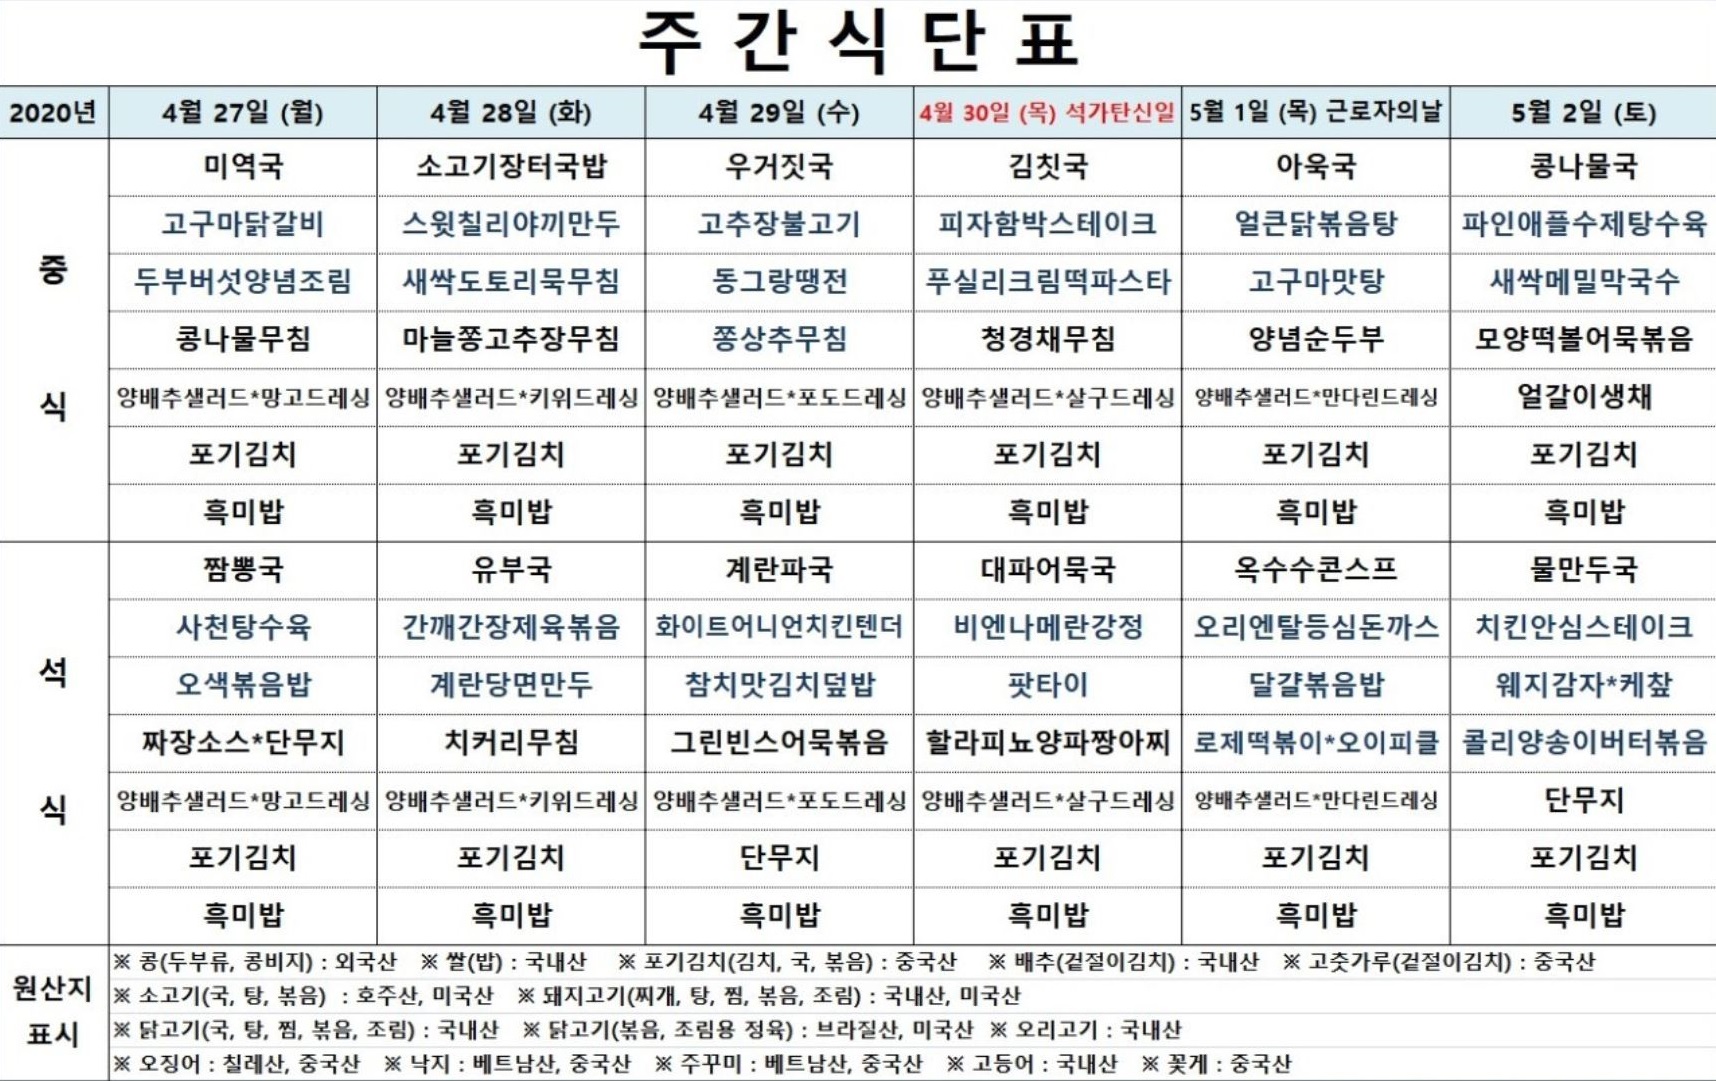 주 간 식 단 표
2020년 4월 27일 (월) 4월 28일 (화) 4월 29일 (수) 4월 30일 (목) 석가탄신일 5월 1일 (목) 근로자의날 5월 2일 (토)
중 식
미역국 소고기장터국밥 우거짓국 김칫국 아욱국 콩나물국
고구마닭갈비 스윗칠리야끼만두 고추장불고기 피자함박스테이크 얼큰닭볶음탕 파인애플수제탕수육
두부버섯양념조림 새싹도토리묵무침 동그랑땡전 푸실리크림떡파스타 고구마맛탕 새싹메밀막국수
콩나물무침 마늘쫑고추장무침 쫑상추무침 청경채무침 양념순두부 모양떡볼어묵볶음
양배추샐러드*망고드레싱 양배추샐러드*키위드레싱 양배추샐러드*포도드레싱 양배추샐러드*살구드레싱 양배추샐러드*만다린드레싱 얼갈이생채
포기김치 포기김치 포기김치 포기김치 포기김치 포기김치
흑미밥 흑미밥 흑미밥 흑미밥 흑미밥 흑미밥
석 식
짬뽕국 유부국 계란파국 대파어묵국 옥수수콘스프 물만두국
사천탕수육 간깨간장제육볶음 화이트어니언치킨텐더 비엔나메란강정 오리엔탈등심돈까스 치킨안심스테이크
오색볶음밥 계란당면만두 참치맛김치덮밥 팟타이 달걀볶음밥 웨지감자*케찹
짜장소스*단무지 치커리무침 그린빈스어묵볶음 할라피뇨양파짱아찌 로제떡볶이*오이피클 콜리양송이버터볶음
양배추샐러드*망고드레싱 양배추샐러드*키위드레싱 양배추샐러드*포도드레싱 양배추샐러드*살구드레싱 양배추샐러드*만다린드레싱 단무지
포기김치 포기김치 단무지 포기김치 포기김치 포기김치
흑미밥 흑미밥 흑미밥 흑미밥 흑미밥 흑미밥
원산지 표시
※ 콩(두부류, 콩비지) : 외국산 ※ 쌀(밥) : 국내산 ※ 포기김치(김치, 국, 볶음) : 중국산 ※ 배추(겉절이김치) : 국내산 ※ 고춧가루(겉절이김치) : 중국산
※ 소고기(국, 탕, 볶음) : 호주산, 미국산 ※ 돼지고기(찌개, 탕, 찜, 볶음, 조림) : 국내산, 미국산
※ 닭고기(국, 탕, 찜, 볶음, 조림) : 국내산 ※ 닭고기(볶음, 조림용 정육) : 브라질산, 미국산 ※ 오리고기 : 국내산
※ 오징어 : 칠레산, 중국산 ※ 낙지 : 베트남산, 중국산 ※ 주꾸미 : 베트남산, 중국산 ※ 고등어 : 국내산 ※ 꽃게 : 중국산